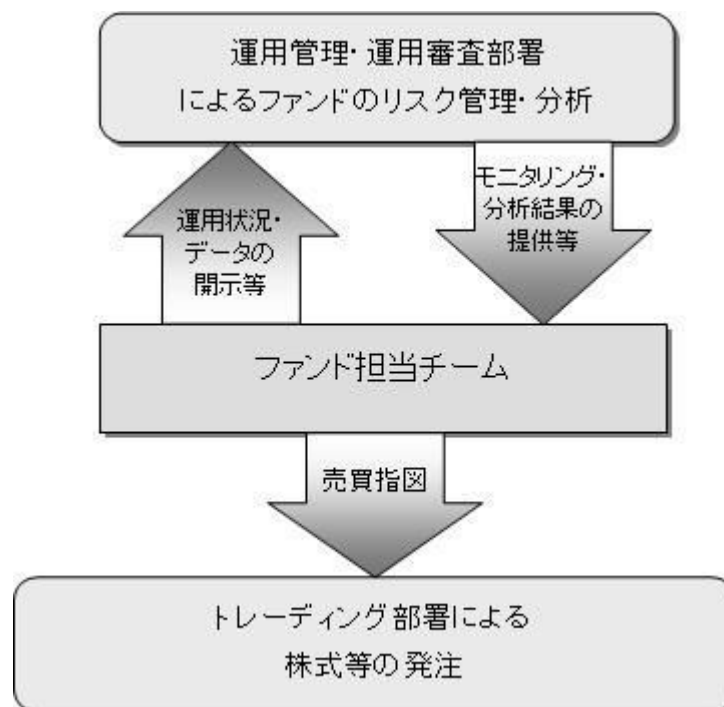 運用管理・運用審査部署
によるファンドのリスク管理・分析
運用状況・
データの
開示等
モニタリング・
分析結果の
提供等
ファンド担当チーム
売買指図
トレーディング部署による
株式等の発注